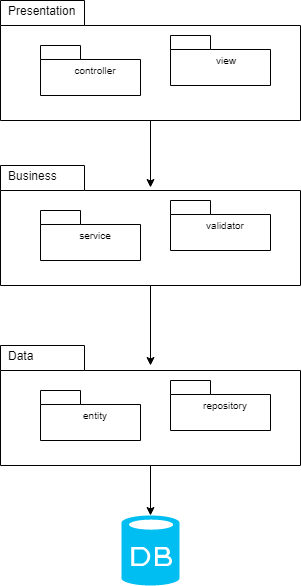 Presentation
controller
view
Business
service
validator
Data
entity
repository
DB